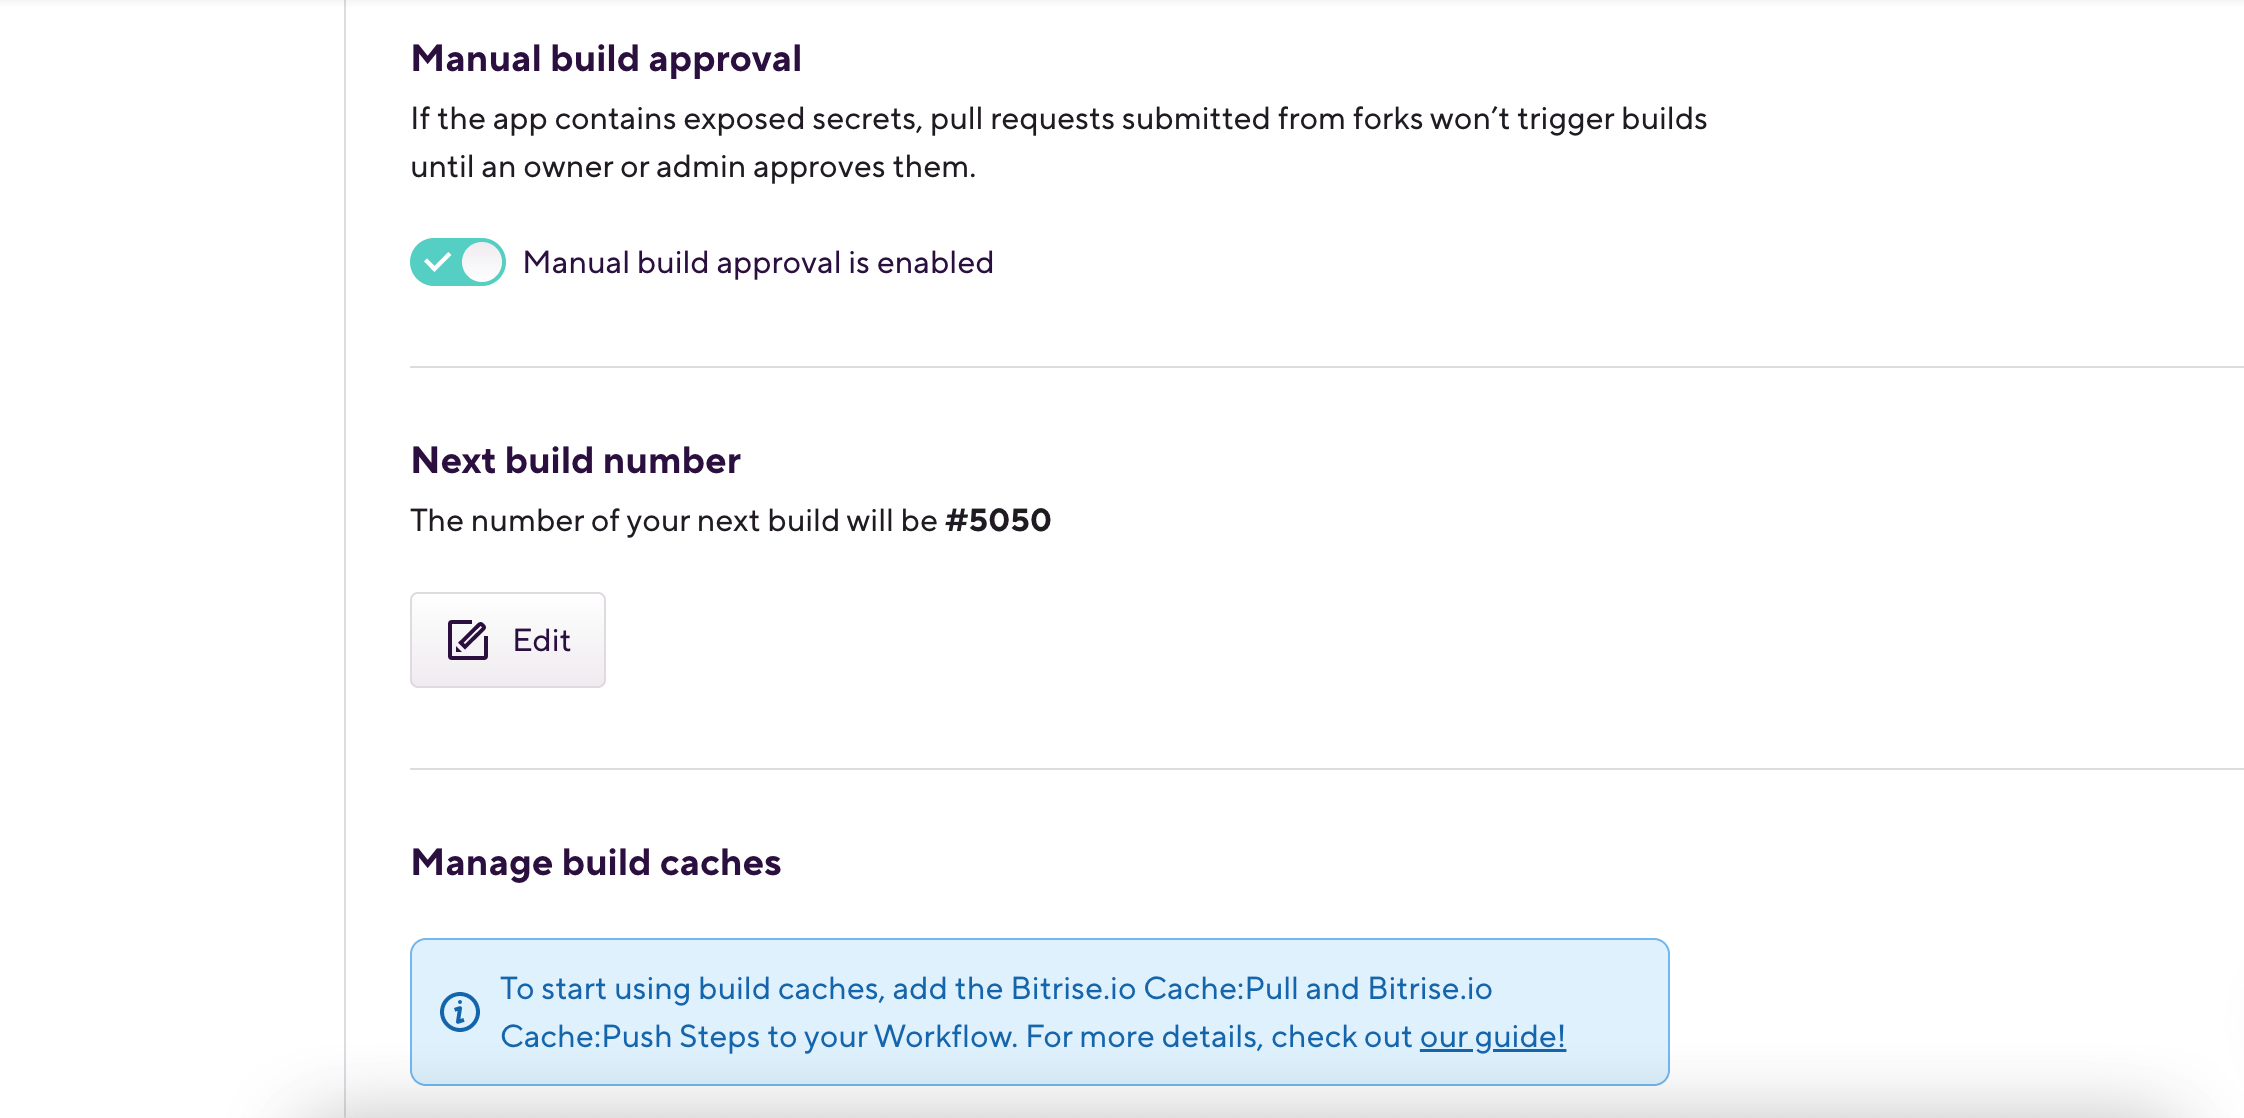 Manual build approval
If the app contains exposed secrets, pull requests submitted from forks won’t trigger builds
until an owner or admin approves them.
Manual build approval is enabled
Next build number
The number of your next build will be #5050
Edit
Manage build caches
To start using build caches, add the Bitrise.io Cache:Pull and Bitrise.io
Cache:Push Steps to your Workflow. For more details, check out our guide!